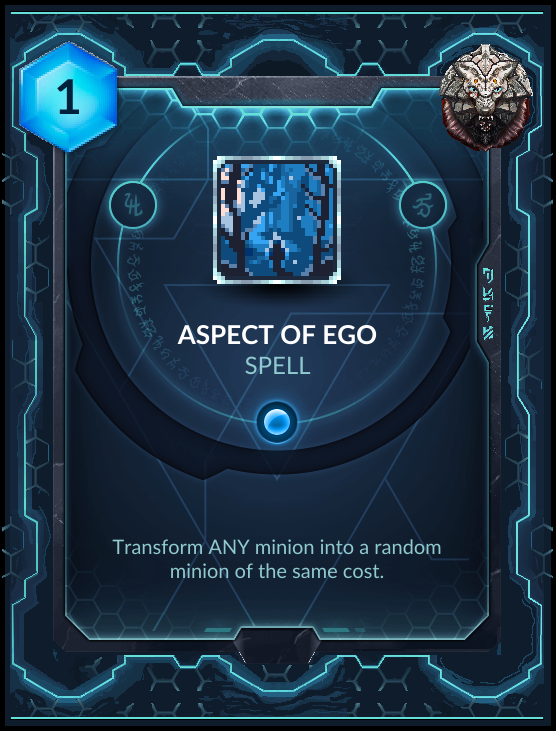 1
ASPECT OF EGO
SPELL
Transform ANY minion into a random
minion of the same cost.